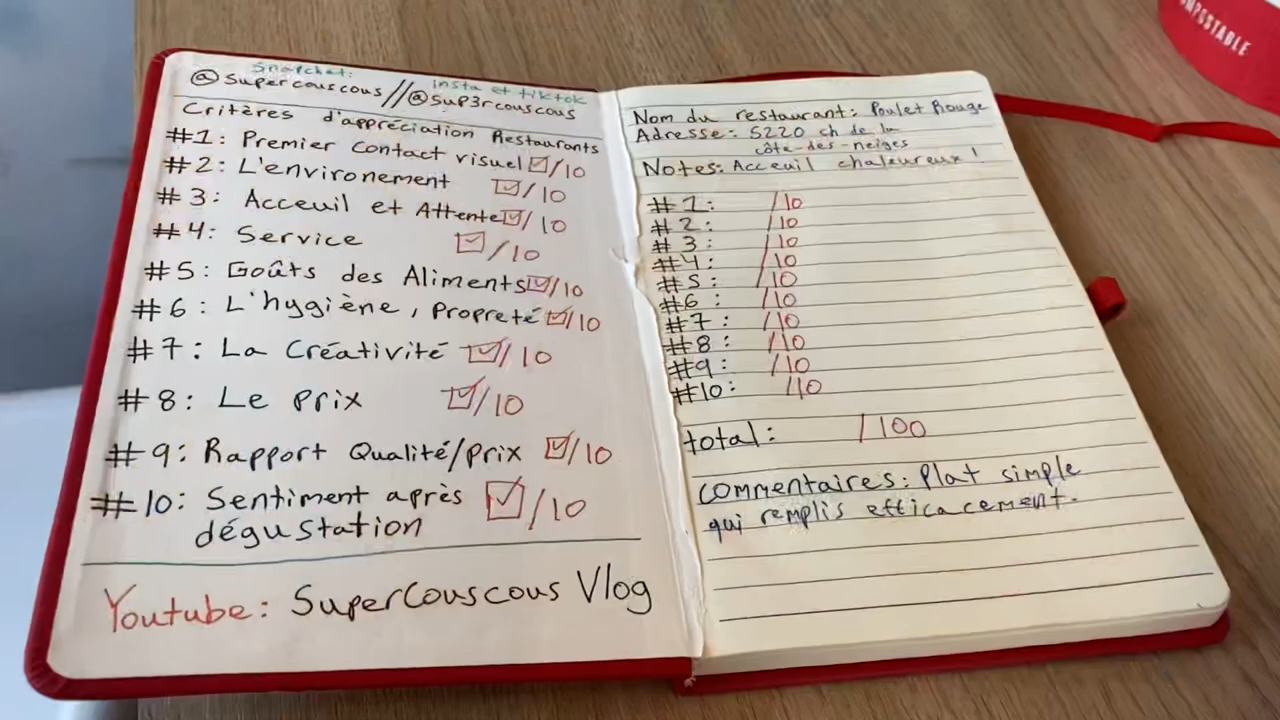 Snapchat:
@supercouscous // insta et tiktok
@sup3rcouscous
Critères d'appréciation Restaurants
#1: Premier contact visuel ☑/10
#2: L'environement ☑/10
#3: Acceuil et Attente ☑/10
#4: Service ☑/10
#5: Goûts des Aliments ☑/10
#6: L'hygiène, propreté ☑/10
#7: La Créativité ☑/10
#8: Le prix ☑/10
#9: Rapport Qualité/prix ☑/10
#10: Sentiment après ☑/10
dégustation
Youtube: SuperCouscous Vlog
Nom du restaurant: Poulet Rouge
Adresse: 5220 ch de la
côte-des-neiges
Notes: Acceuil chaleureux!
#1: /10
#2: /10
#3: /10
#4: /10
#5: /10
#6: /10
#7: /10
#8: /10
#9: /10
#10: /10
total: /100
commentaires: Plat simple
qui remplis efficacement.